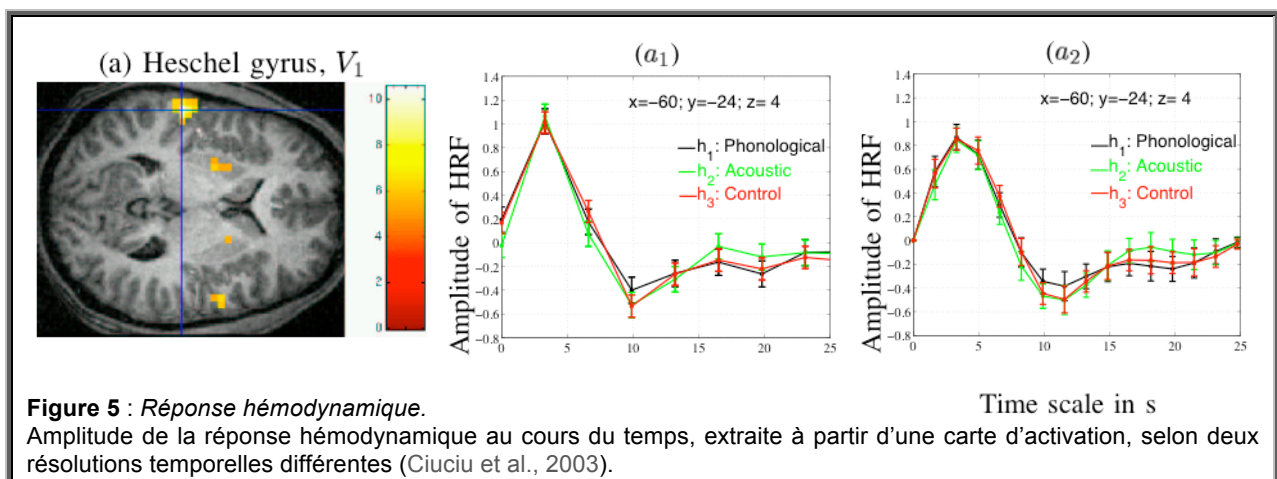 (a) Heschel gyrus, V1
10
8
6
4
2
0
(a1)
Amplitude of HRF
1.4
1.2
1
0.8
0.6
0.4
0.2
0
−0.2
−0.4
−0.6
−0.8
0 5 10 15 20 25
x=−60; y=−24; z= 4
h1: Phonological
h2: Acoustic
h3: Control
(a2)
Amplitude of HRF
1.4
1.2
1
0.8
0.6
0.4
0.2
0
−0.2
−0.4
−0.6
−0.8
0 5 10 15 20 25
x=−60; y=−24; z= 4
h1: Phonological
h2: Acoustic
h3: Control
Time scale in s
Figure 5 : Réponse hémodynamique.
Amplitude de la réponse hémodynamique au cours du temps, extraite à partir d’une carte d’activation, selon deux
résolutions temporelles différentes (Ciuciu et al., 2003).